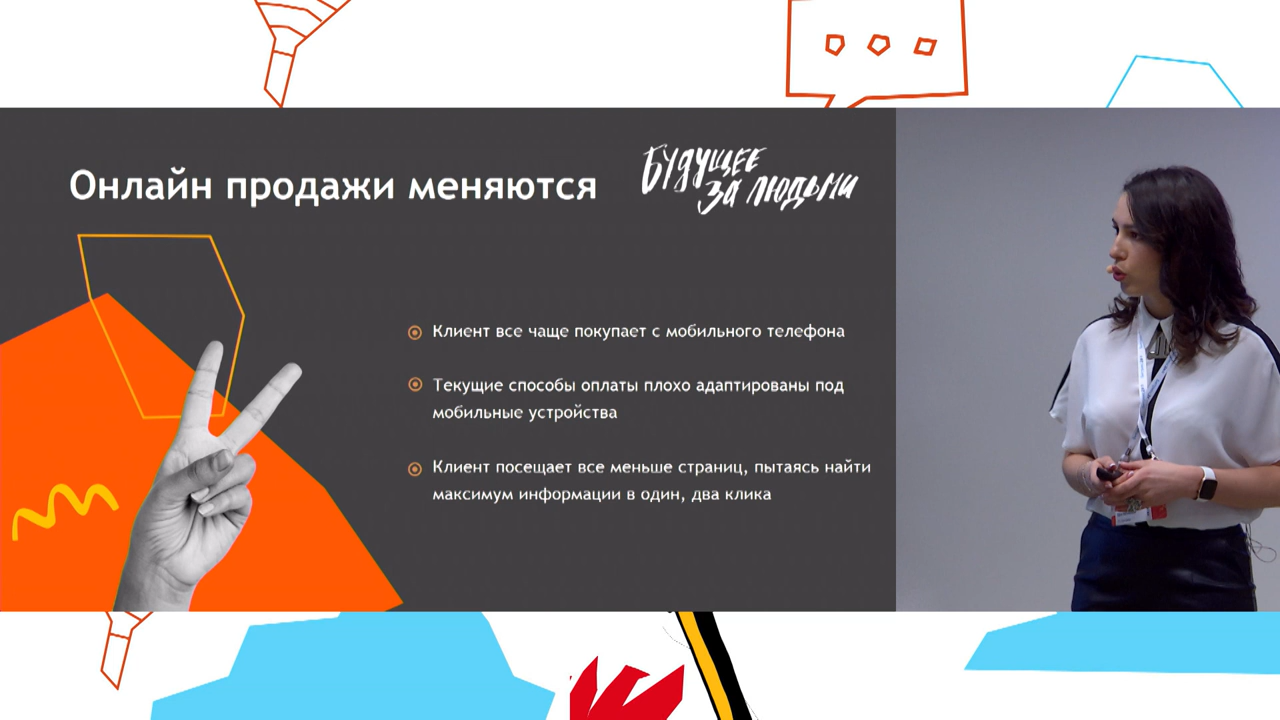 Онлайн продажи меняются
БУДУЩЕЕ
ЗА ЛЮДЬМИ
Клиент все чаще покупает с мобильного телефона
Текущие способы оплаты плохо адаптированы под
мобильные устройства
Клиент посещает все меньше страниц, пытаясь найти
максимум информации в один, два клика